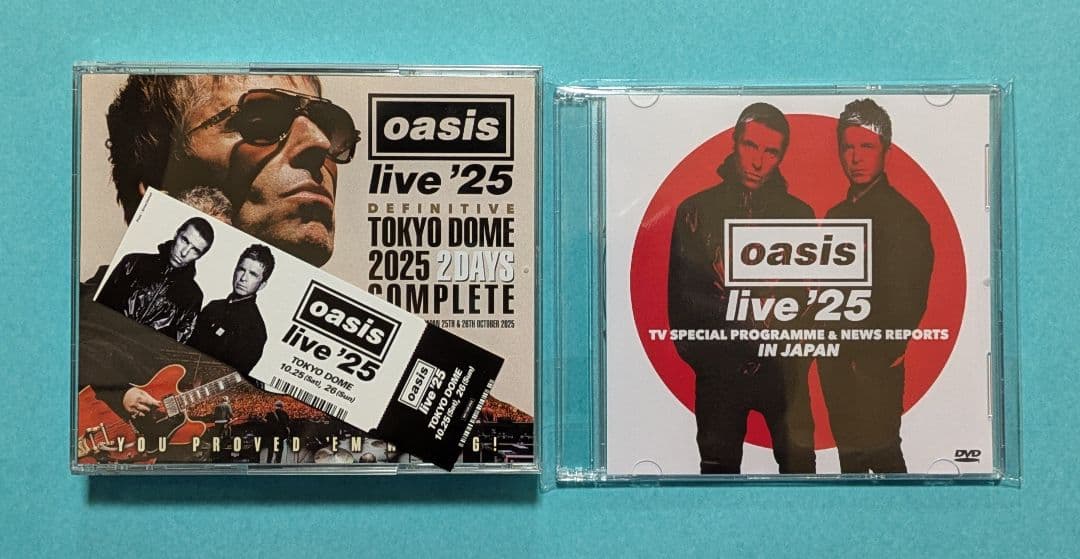 oasis
live '25
DEFINITIVE
TOKYO DOME
2025 2DAYS
COMPLETE
25TH & 26TH OCTOBER 2025
YOU PROVED 'EM
oasis
live '25
TOKYO DOME
10.25 (Sat), 26 (Sun)
oasis
live '25
TOKYO DOME
10.25 (Sat), 26 (Sun)
oasis
live '25
TV SPECIAL PROGRAMME & NEWS REPORTS
IN JAPAN
DVD